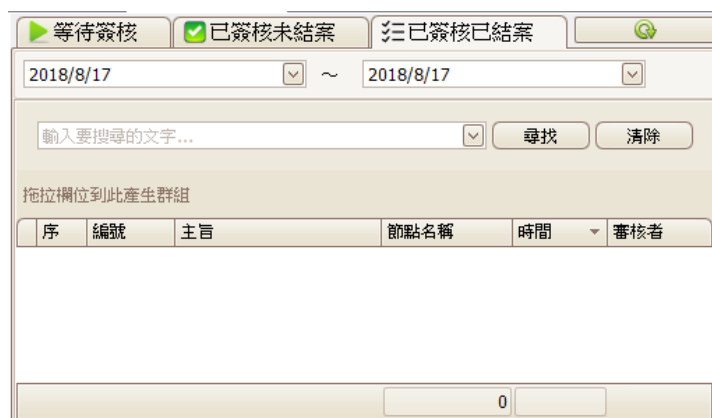 等待簽核 已簽核未結案 已簽核已結案
2018/8/17 ～ 2018/8/17
輸入要搜尋的文字... 尋找 清除
拖拉欄位到此產生群組
序 編號 主旨 節點名稱 時間 審核者
0